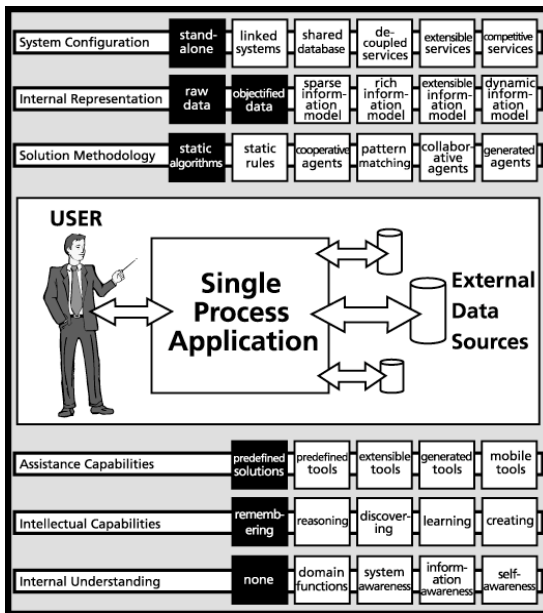 System Configuration
stand-
alone
linked
systems
shared
database
de-
coupled
services
extensible
services
competitive
services
Internal Representation
raw
data
objectified
data
sparse
inform-
ation
model
rich
inform-
ation
model
extensible
inform-
ation
model
dynamic
inform-
ation
model
Solution Methodology
static
algorithms
static
rules
cooperative
agents
pattern
matching
collabor-
ative
agents
generated
agents
USER
Single
Process
Application
External
Data
Sources
Assistance Capabilities
predefined
solutions
predefined
tools
extensible
tools
generated
tools
mobile
tools
Intellectual Capabilities
rememb-
ering
reasoning
discover-
ing
learning
creating
Internal Understanding
none
domain
functions
system
awareness
inform-
ation
awareness
self-
awareness